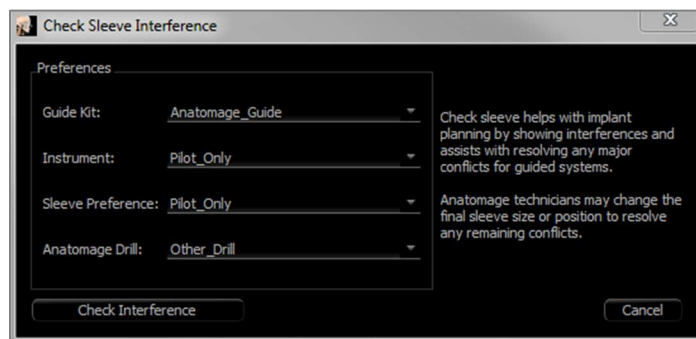 Check Sleeve Interference
Preferences
Guide Kit: Anatomage_Guide
Instrument: Pilot_Only
Sleeve Preference: Pilot_Only
Anatomage Drill: Other_Drill
Check sleeve helps with implant
planning by showing interferences and
assists with resolving any major
conflicts for guided systems.
Anatomage technicians may change the
final sleeve size or position to resolve
any remaining conflicts.
Check Interference
Cancel